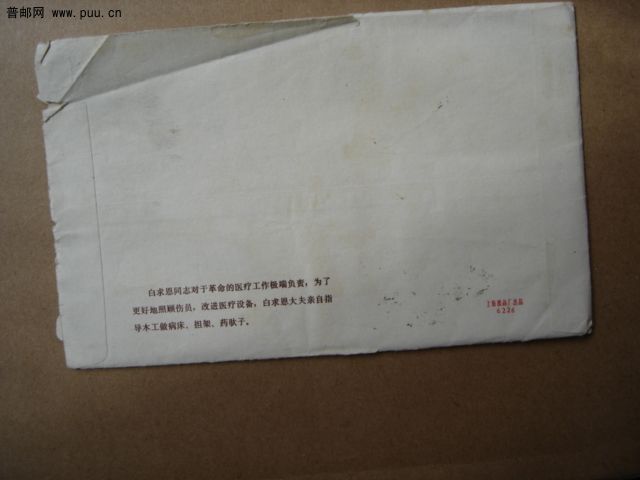 普邮网 www.puu.cn
白求恩同志对于革命的医疗工作极端负责，为了
更好地照顾伤员，改进医疗设备，白求恩大夫亲自指
导木工做病床、担架、药驮子。
6226